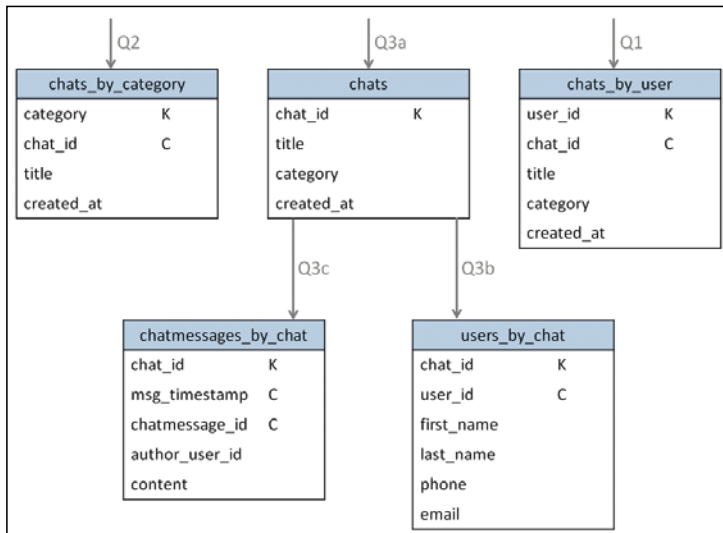 Q2
Q3a
Q1
chats_by_category
category K
chat_id C
title
created_at
chats
chat_id K
title
category
created_at
chats_by_user
user_id K
chat_id C
title
category
created_at
Q3c
Q3b
chatmessages_by_chat
chat_id K
msg_timestamp C
chatmessage_id C
author_user_id
content
users_by_chat
chat_id K
user_id C
first_name
last_name
phone
email